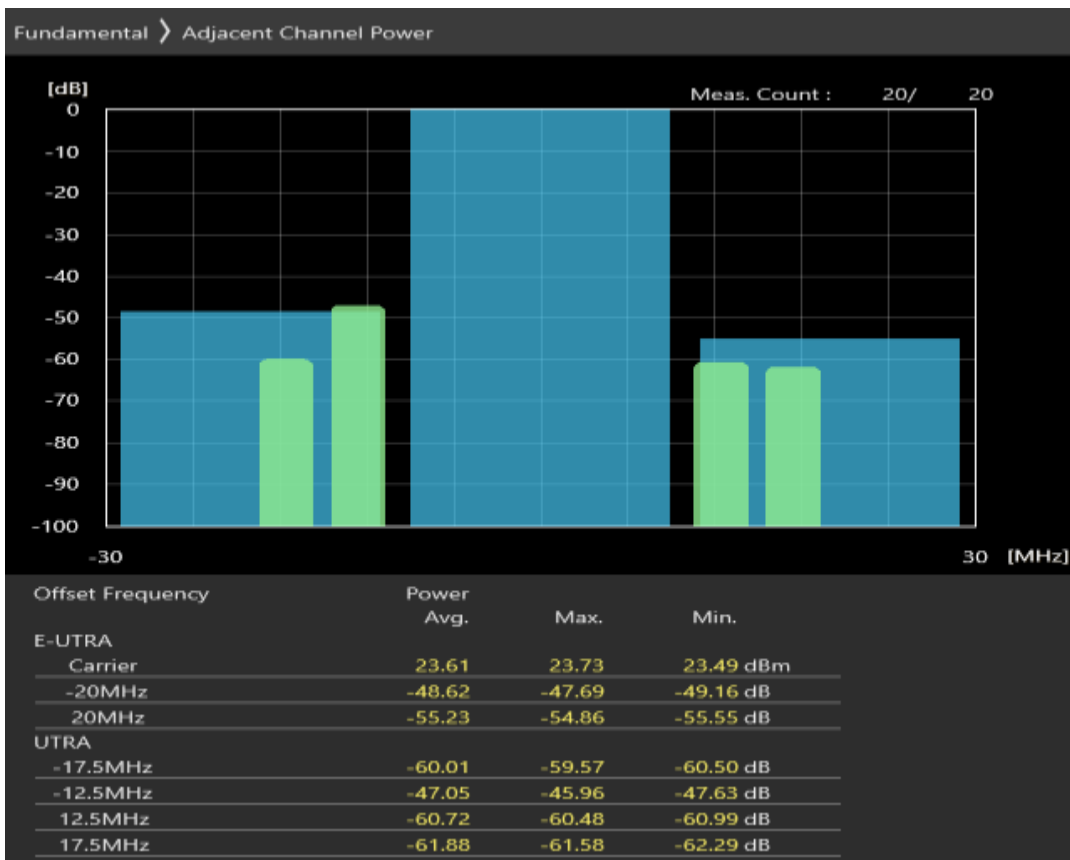 Fundamental 〉 Adjacent Channel Power
[dB]
Meas. Count : 20/ 20
0
-10
-20
-30
-40
-50
-60
-70
-80
-90
-100
-30 30 [MHz]
Offset Frequency Power
Avg. Max. Min.
E-UTRA
Carrier 23.61 23.73 23.49 dBm
-20MHz -48.62 -47.69 -49.16 dB
20MHz -55.23 -54.86 -55.55 dB
UTRA
-17.5MHz -60.01 -59.57 -60.50 dB
-12.5MHz -47.05 -45.96 -47.63 dB
12.5MHz -60.72 -60.48 -60.99 dB
17.5MHz -61.88 -61.58 -62.29 dB